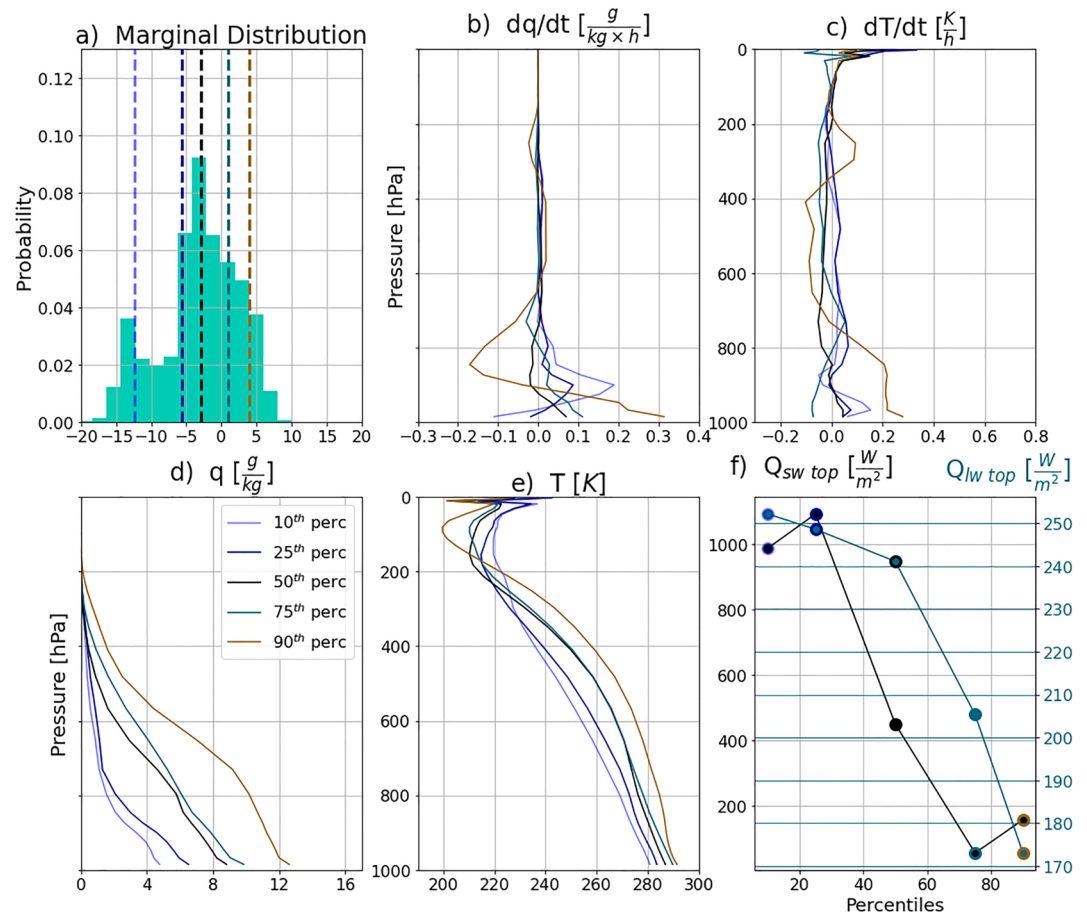 a) Marginal Distribution
b) dq/dt [g/kg × h]
c) dT/dt [K/h]
Probability
0.12
0.10
0.08
0.06
0.04
0.02
0.00
−20 −15 −10 −5 0 5 10 15 20
Pressure [hPa]
−0.3 −0.2 −0.1 0.0 0.1 0.2 0.3 0.4
0
200
400
600
800
1000
−0.2 0.0 0.2 0.4 0.6 0.8
d) q [g/kg]
e) T [K]
f) Q_sw top [W/m²]
Q_lw top [W/m²]
Pressure [hPa]
10th perc
25th perc
50th perc
75th perc
90th perc
0 4 8 12 16
0
200
400
600
800
1000
200 220 240 260 280 300
1000
800
600
400
200
250
240
230
220
210
200
190
180
170
20 40 60 80
Percentiles